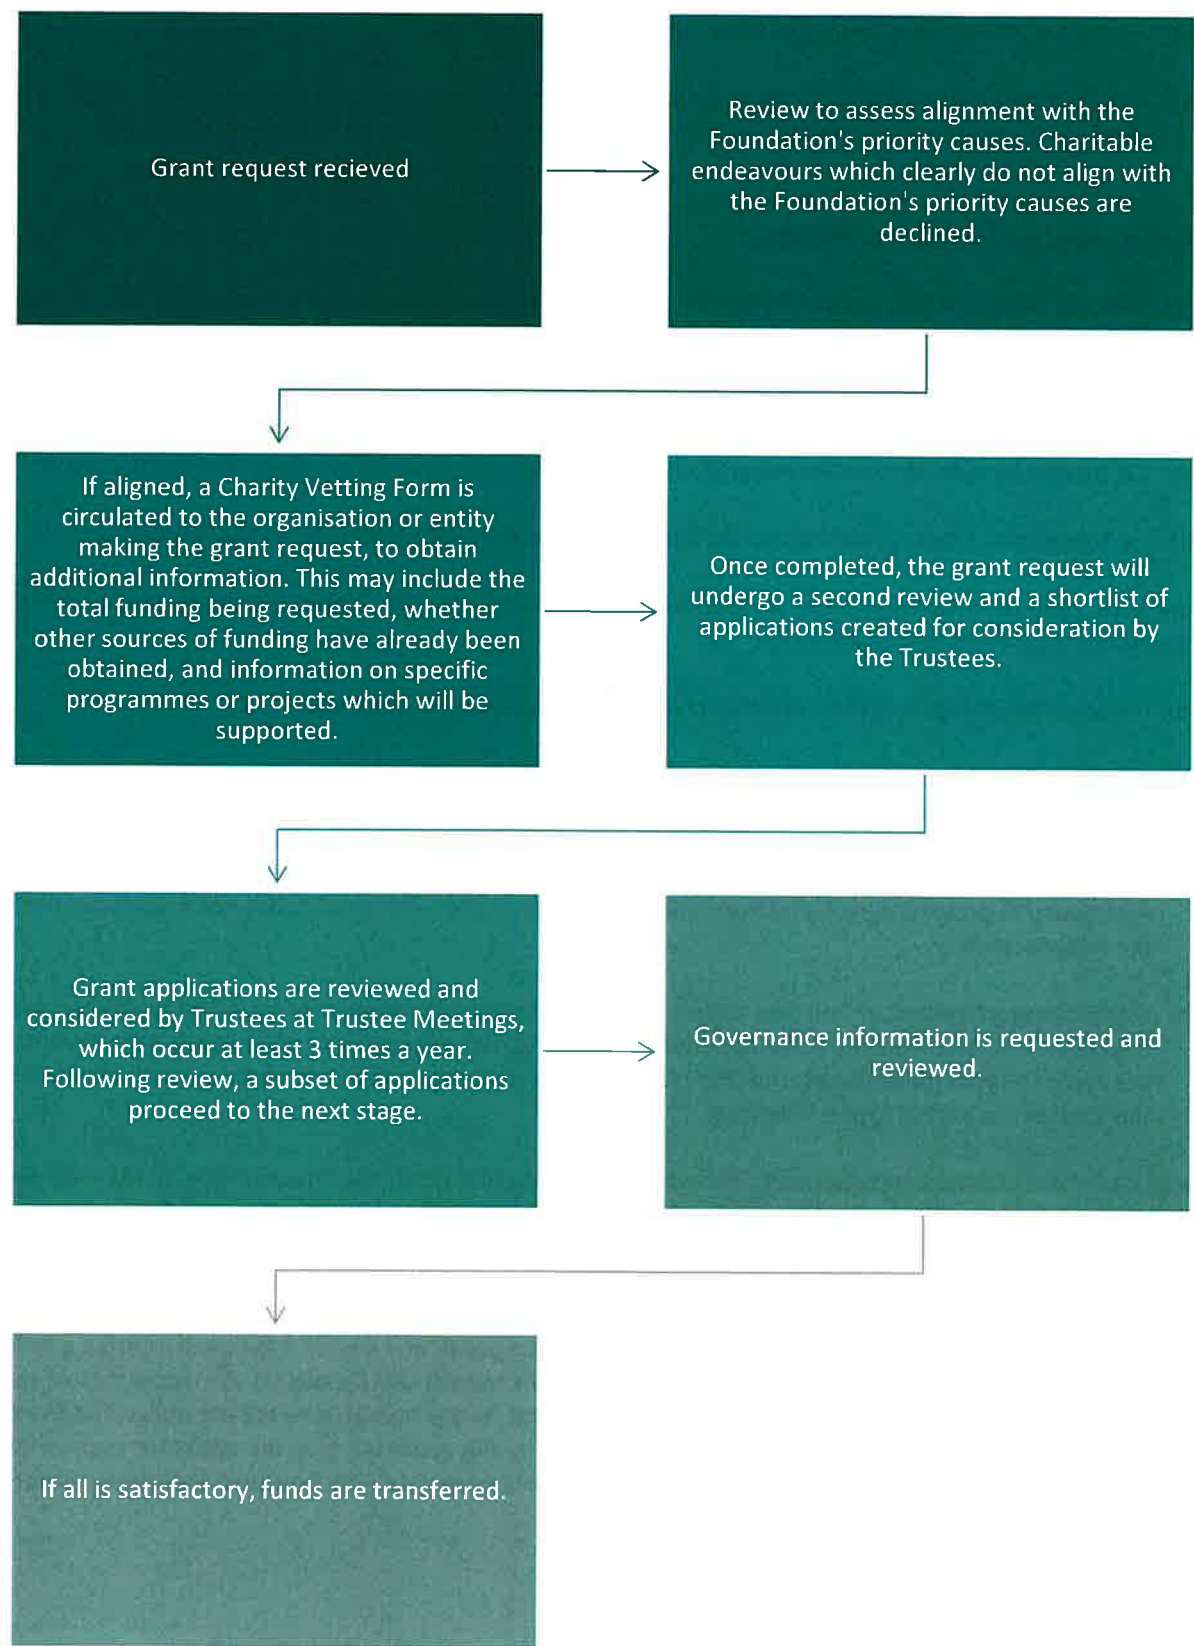 Grant request recieved
Review to assess alignment with the
Foundation's priority causes. Charitable
endeavours which clearly do not align with
the Foundation's priority causes are
declined.
If aligned, a Charity Vetting Form is
circulated to the organisation or entity
making the grant request, to obtain
additional information. This may include the
total funding being requested, whether
other sources of funding have already been
obtained, and information on specific
programmes or projects which will be
supported.
Once completed, the grant request will
undergo a second review and a shortlist of
applications created for consideration by
the Trustees.
Grant applications are reviewed and
considered by Trustees at Trustee Meetings,
which occur at least 3 times a year.
Following review, a subset of applications
proceed to the next stage.
Governance information is requested and
reviewed.
If all is satisfactory, funds are transferred.